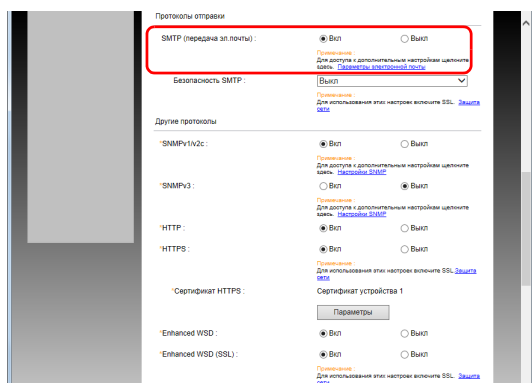 Протоколы отправки
SMTP (передача эл.почты) : Вкл Выкл
Примечание :
Для доступа к дополнительным настройкам щелкните
здесь. Параметры электронной почты
Безопасность SMTP : Выкл
Примечание :
Для использования этих настроек включите SSL. Защита
сети
Другие протоколы
*SNMPv1/v2c : Вкл Выкл
Примечание :
Для доступа к дополнительным настройкам щелкните
здесь. Настройки SNMP
*SNMPv3 : Вкл Выкл
Примечание :
Для доступа к дополнительным настройкам щелкните
здесь. Настройки SNMP
*HTTP : Вкл Выкл
*HTTPS : Вкл Выкл
Примечание :
Для использования этих настроек включите SSL Защита
сети
*Сертификат HTTPS : Сертификат устройства 1
Параметры
*Enhanced WSD : Вкл Выкл
*Enhanced WSD (SSL) : Вкл Выкл
Примечание :
Для использования этих настроек включите SSL. Защита
сети